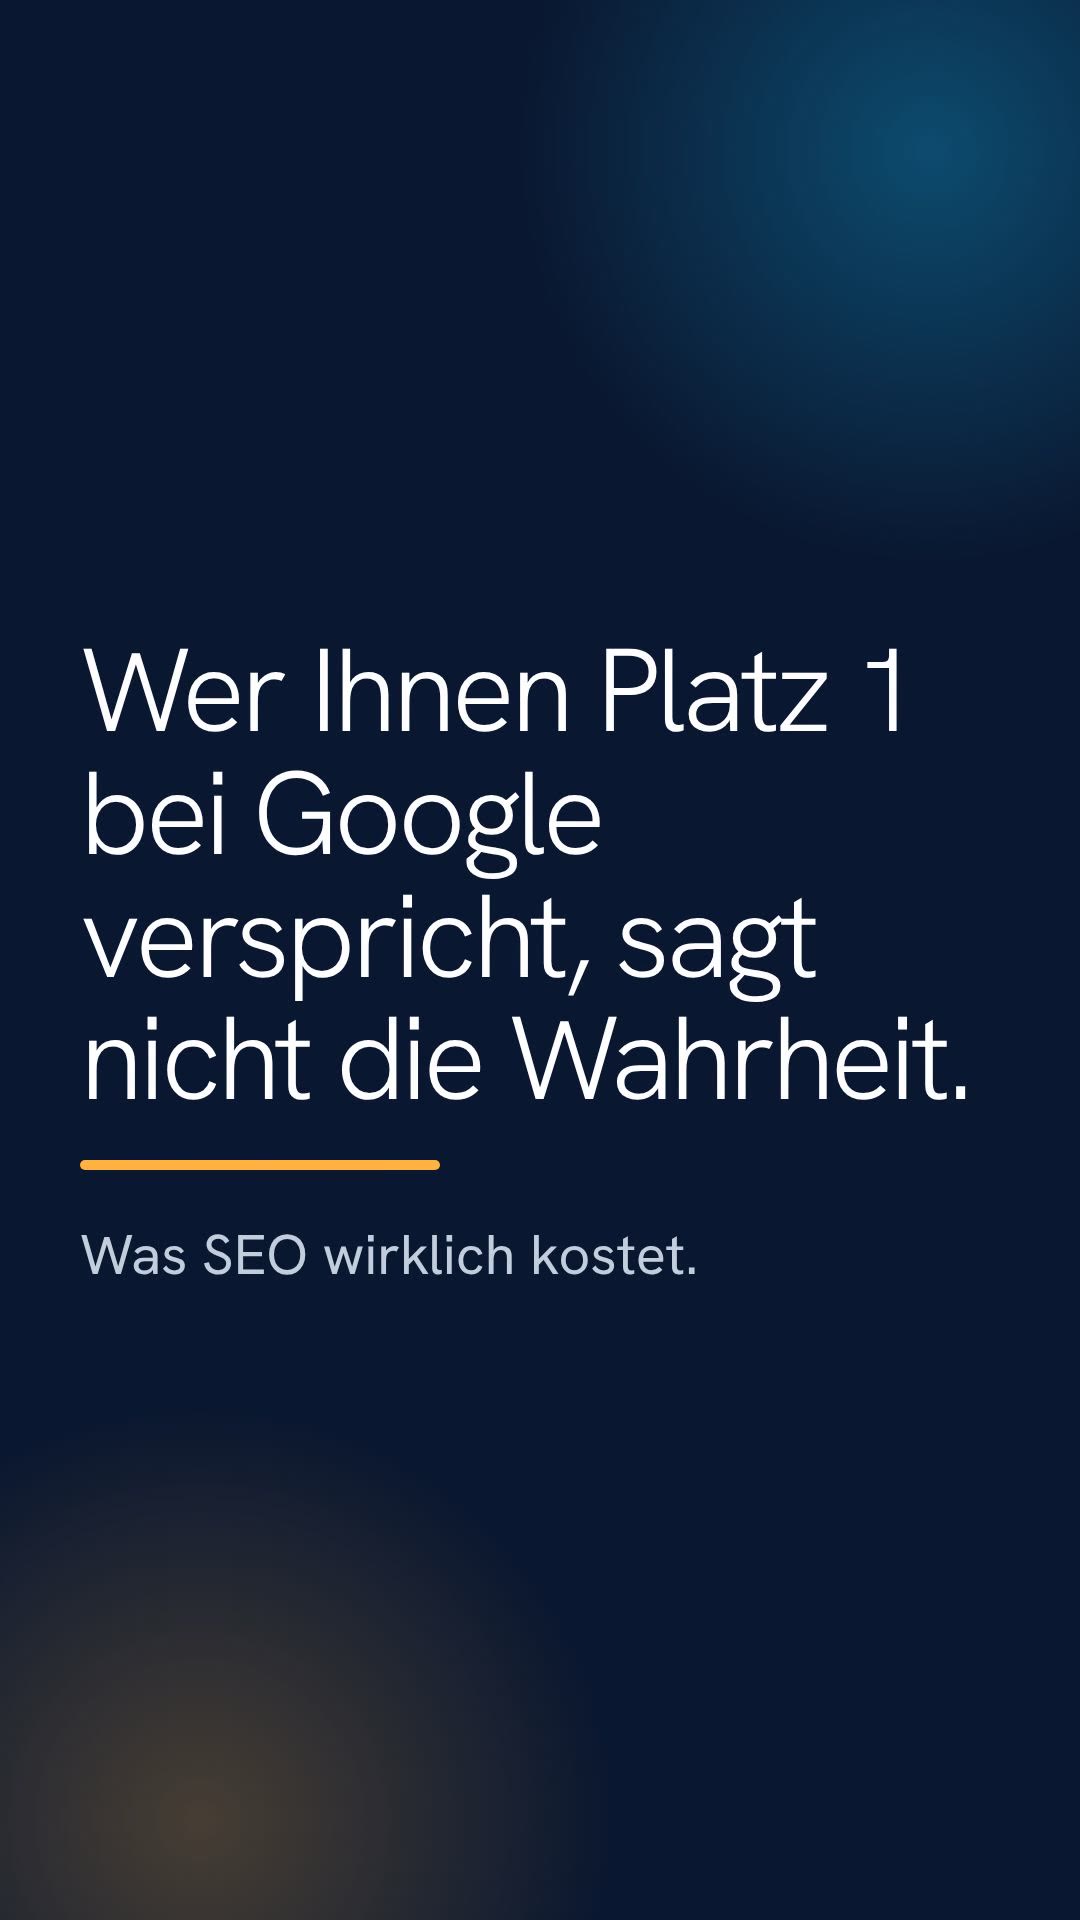 Wer Ihnen Platz 1
bei Google
verspricht, sagt
nicht die Wahrheit.
Was SEO wirklich kostet.